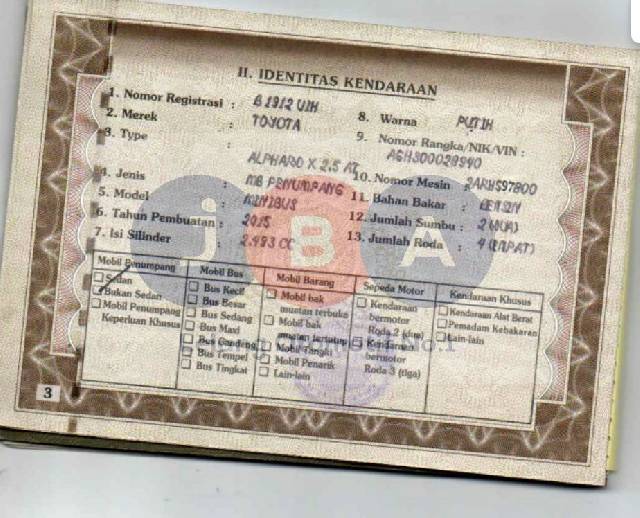 II. IDENTITAS KENDARAAN
1. Nomor Registrasi : B 1912 UIH
2. Merek : TOYOTA
3. Type : ALPHARD X 2.5 AT
4. Jenis : MB PENUMPANG
5. Model : MINIBUS
6. Tahun Pembuatan : 2015
7. Isi Silinder : 2.493 CC
8. Warna : PUTIH
9. Nomor Rangka/NIK/VIN :
10. Nomor Mesin :
11. Bahan Bakar : BENSIN
12. Jumlah Sumbu : 2 (DUA)
13. Jumlah Roda : 4 (EMPAT)
Mobil Penumpang
Sedan
Bukan Sedan
Mobil Penumpang
Keperluan Khusus
Mobil Bus
Bus Kecil
Bus Besar
Bus Sedang
Bus Maxi
Bus Gandeng
Bus Tempel
Bus Tingkat
Mobil Barang
Mobil bak
muatan terbuka
Mobil bak
muatan tertutup
Mobil Tangki
Mobil Penarik
Lain-lain
Sepeda Motor
Kendaraan
bermotor
Roda 2 (dua)
Kendaraan
bermotor
Roda 3 (tiga)
Kendaraan Khusus
Kendaraan Alat Berat
Pemadam Kebakaran
Lain-lain
JBA
No.1
3